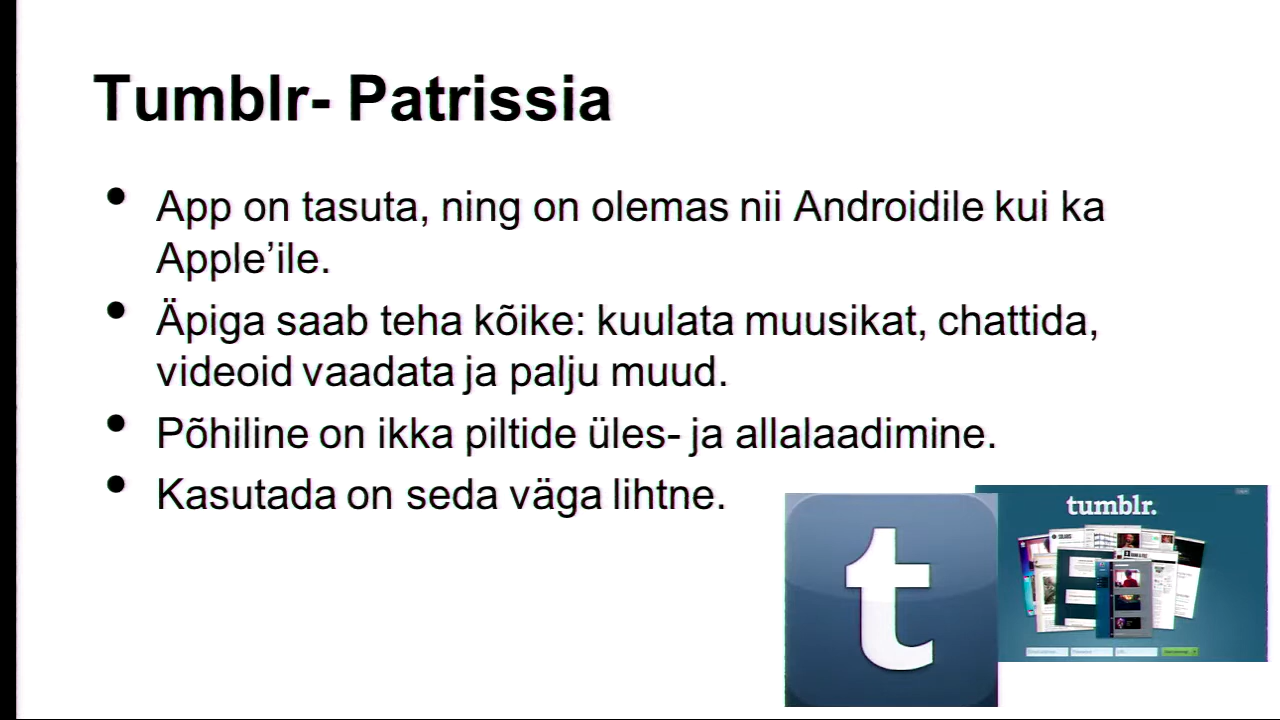 Tumblr- Patrissia
• App on tasuta, ning on olemas nii Androidile kui ka
Apple’ile.
• Äpiga saab teha kõike: kuulata muusikat, chattida,
videoid vaadata ja palju muud.
• Põhiline on ikka piltide üles- ja allalaadimine.
• Kasutada on seda väga lihtne.
t
tumblr.